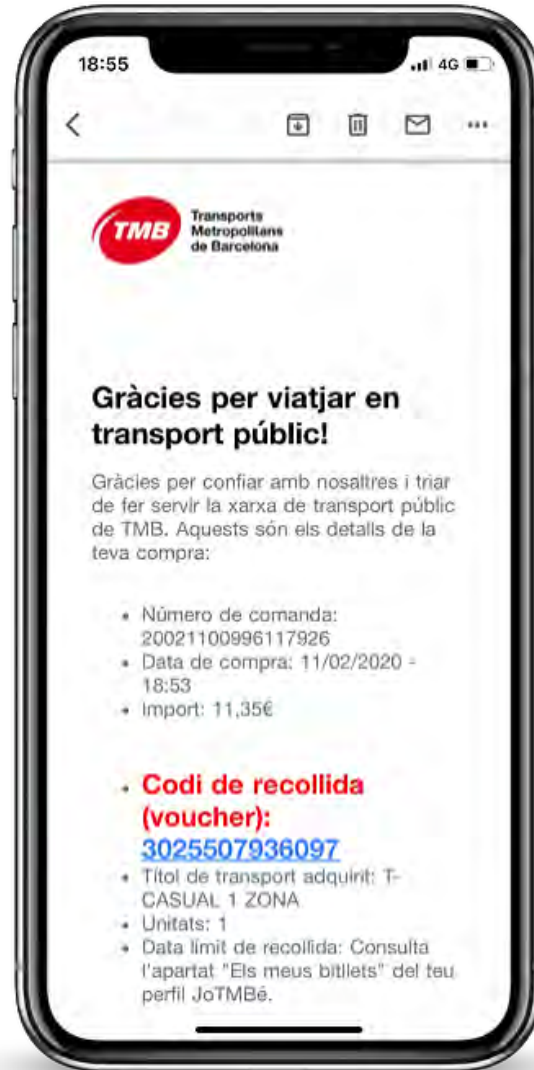 18:55
4G
TMB
Transports
Metropolitans
de Barcelona
Gràcies per viatjar en
transport públic!
Gràcies per confiar amb nosaltres i triar
de fer servir la xarxa de transport públic
de TMB. Aquests són els detalls de la
teva compra:
• Número de comanda:
20021100996117926
• Data de compra: 11/02/2020 -
18:53
• Import: 11,35€
• Codi de recollida
(voucher):
3025507936097
• Títol de transport adquirit: T-
CASUAL 1 ZONA
• Unitats: 1
• Data límit de recollida: Consulta
l'apartat "Els meus bitllets" del teu
perfil JoTMBé.